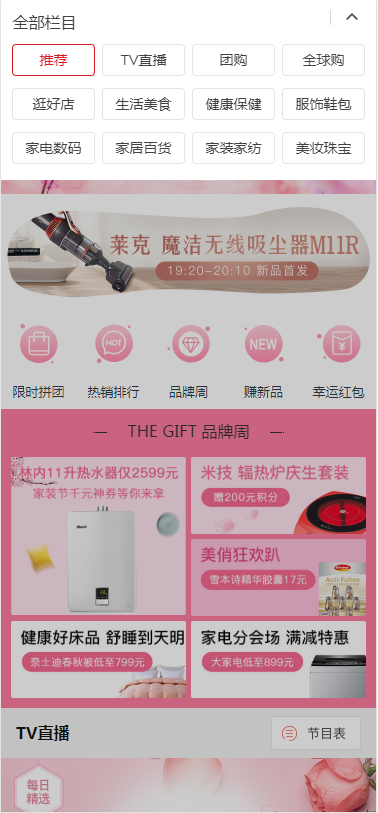 全部栏目
推荐 TV直播 团购 全球购
逛好店 生活美食 健康保健 服饰鞋包
家电数码 家居百货 家装家纺 美妆珠宝
莱克 魔洁无线吸尘器M11R
19:20-20:10 新品首发
HOT NEW
限时拼团 热销排行 品牌周 赚新品 幸运红包
THE GIFT 品牌周
林内11升热水器仅2599元
家装节千元神券等你来拿
米技 辐热炉庆生套装
赠200元积分
美俏狂欢趴
雪本诗精华胶囊17元
Anti-Falten
健康好床品 舒睡到天明
奈士迪春秋被低至799元
家电分会场 满减特惠
大家电低至899元
TV直播 节目表
每日
精选